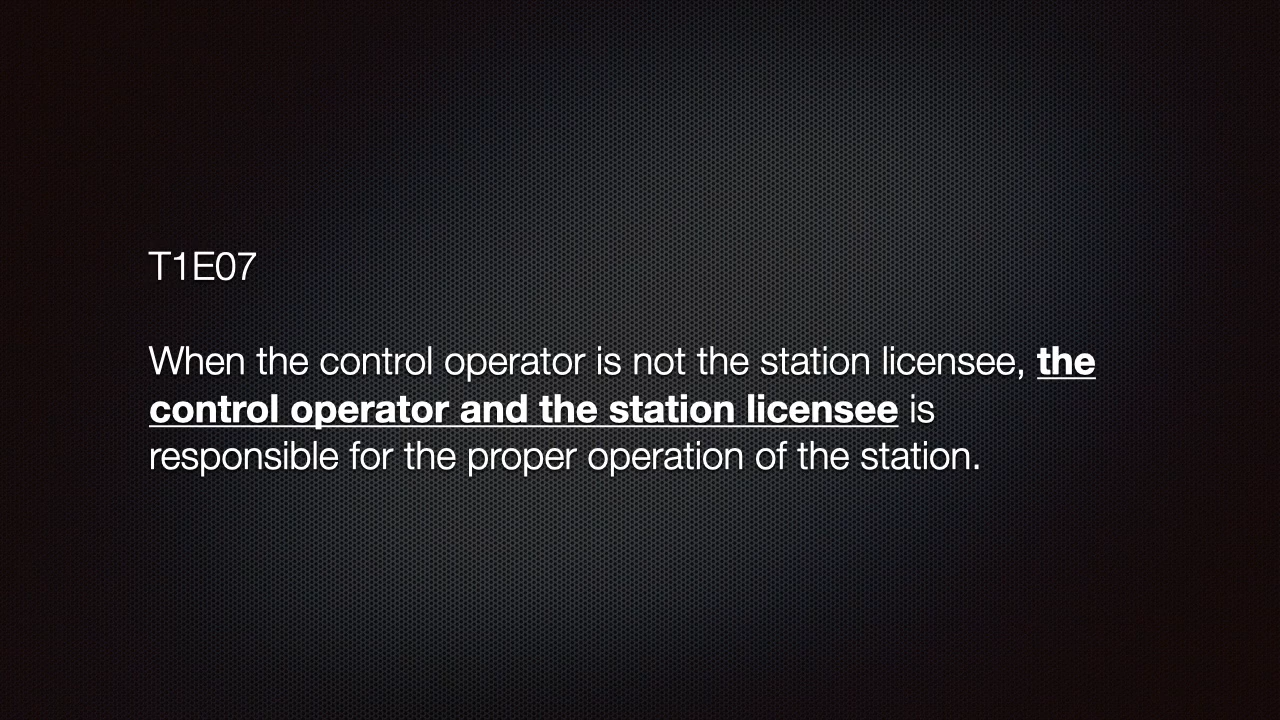 T1E07
When the control operator is not the station licensee, the
control operator and the station licensee is
responsible for the proper operation of the station.